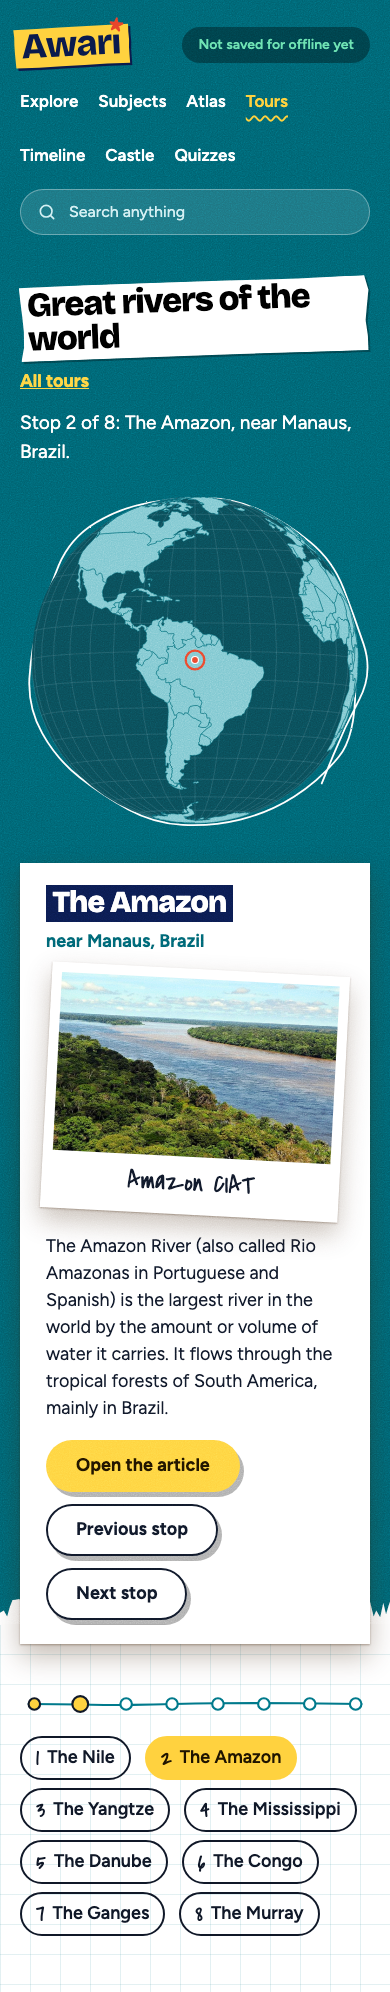 Awari
Not saved for offline yet
Explore Subjects Atlas Tours
Timeline Castle Quizzes
Search anything
Great rivers of the
world
All tours
Stop 2 of 8: The Amazon, near Manaus,
Brazil.
The Amazon
near Manaus, Brazil
Amazon CIAT
The Amazon River (also called Rio
Amazonas in Portuguese and
Spanish) is the largest river in the
world by the amount or volume of
water it carries. It flows through the
tropical forests of South America,
mainly in Brazil.
Open the article
Previous stop
Next stop
1 The Nile 2 The Amazon
3 The Yangtze 4 The Mississippi
5 The Danube 6 The Congo
7 The Ganges 8 The Murray